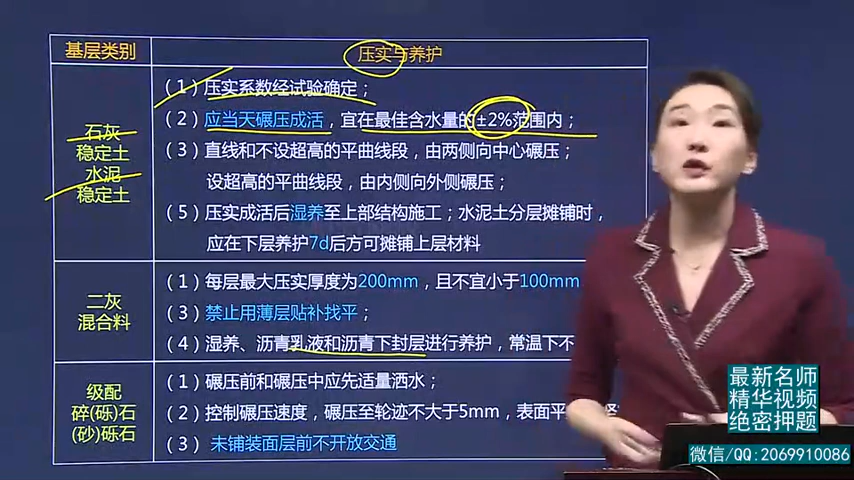 基层类别
压实与养护
石灰
稳定土
水泥
稳定土
（1）压实系数经试验确定；
（2）应当天碾压成活，宜在最佳含水量的±2%范围内；
（3）直线和不设超高的平曲线段，由两侧向中心碾压；
设超高的平曲线段，由内侧向外侧碾压；
（5）压实成活后湿养至上部结构施工；水泥土分层摊铺时，
应在下层养护7d后方可摊铺上层材料
二灰
混合料
（1）每层最大压实厚度为200mm，且不宜小于100mm
（3）禁止用薄层贴补找平；
（4）湿养、沥青乳液和沥青下封层进行养护，常温下不
级配
碎(砾)石
(砂)砾石
（1）碾压前和碾压中应先适量洒水；
（2）控制碾压速度，碾压至轮迹不大于5mm，表面平
（3）未铺装面层前不开放交通
最新名师
精华视频
绝密押题
微信/QQ:2069910086